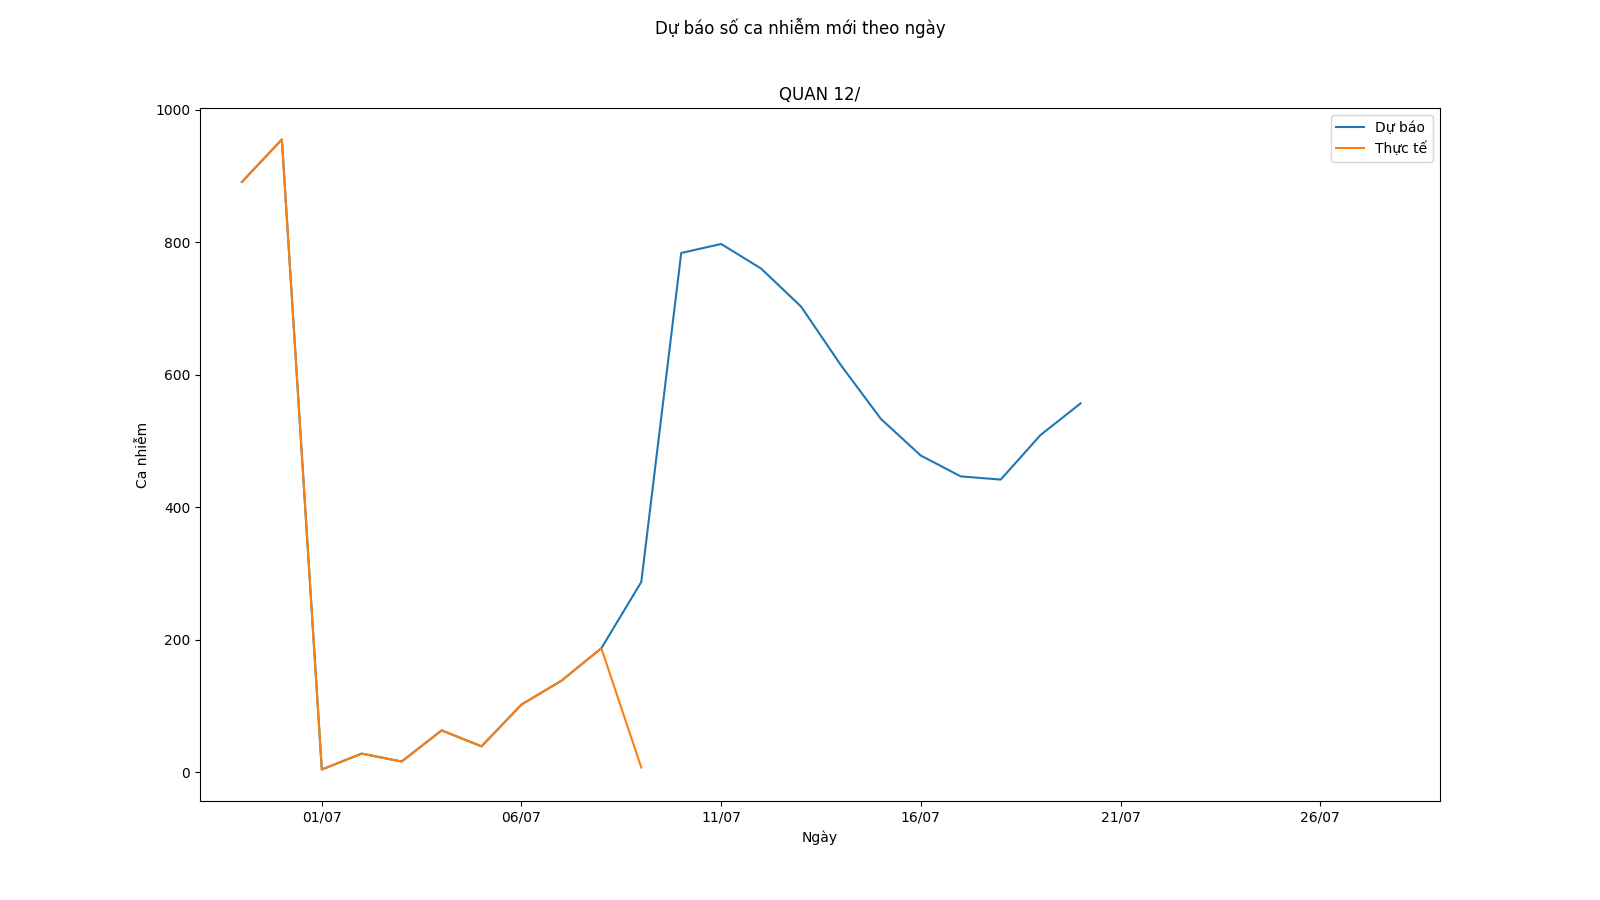 Dự báo số ca nhiễm mới theo ngày
QUAN 12/
Dự báo
Thực tế
Ca nhiễm
1000
800
600
400
200
0
01/07
06/07
11/07
16/07
21/07
26/07
Ngày